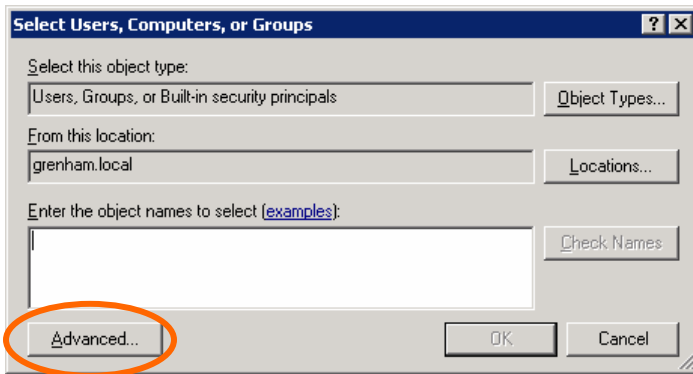 Select Users, Computers, or Groups
Select this object type:
Users, Groups, or Built-in security principals
Object Types...
From this location:
grenham.local
Locations...
Enter the object names to select (examples):
Check Names
Advanced...
OK
Cancel